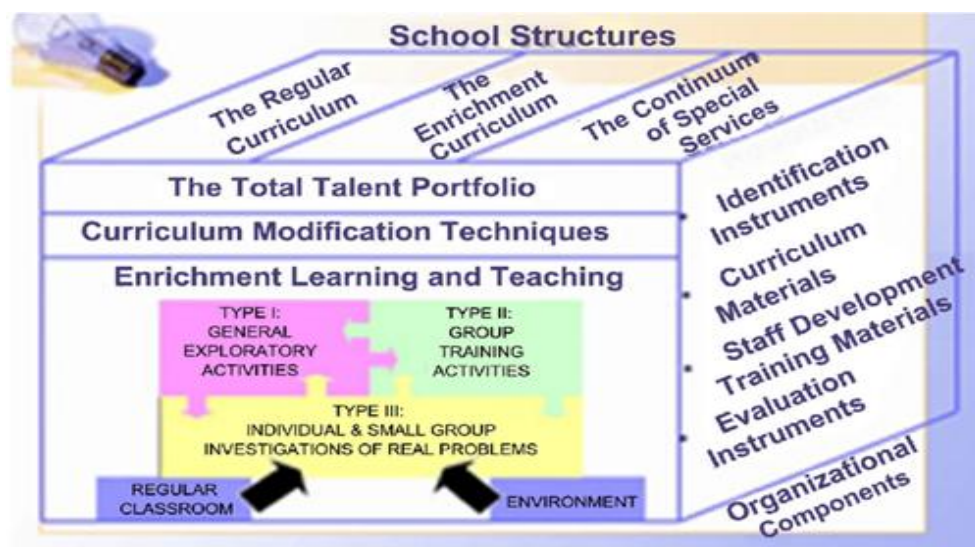 School Structures
The Regular
Curriculum
The
Enrichment
Curriculum
The Continuum
of Special
Services
The Total Talent Portfolio
Curriculum Modification Techniques
Enrichment Learning and Teaching
TYPE I:
GENERAL
EXPLORATORY
ACTIVITIES
TYPE II:
GROUP
TRAINING
ACTIVITIES
TYPE III:
INDIVIDUAL & SMALL GROUP
INVESTIGATIONS OF REAL PROBLEMS
REGULAR
CLASSROOM
ENVIRONMENT
• Identification
Instruments
• Curriculum
Materials
• Staff Development
Training Materials
• Evaluation
Instruments
Organizational
Components